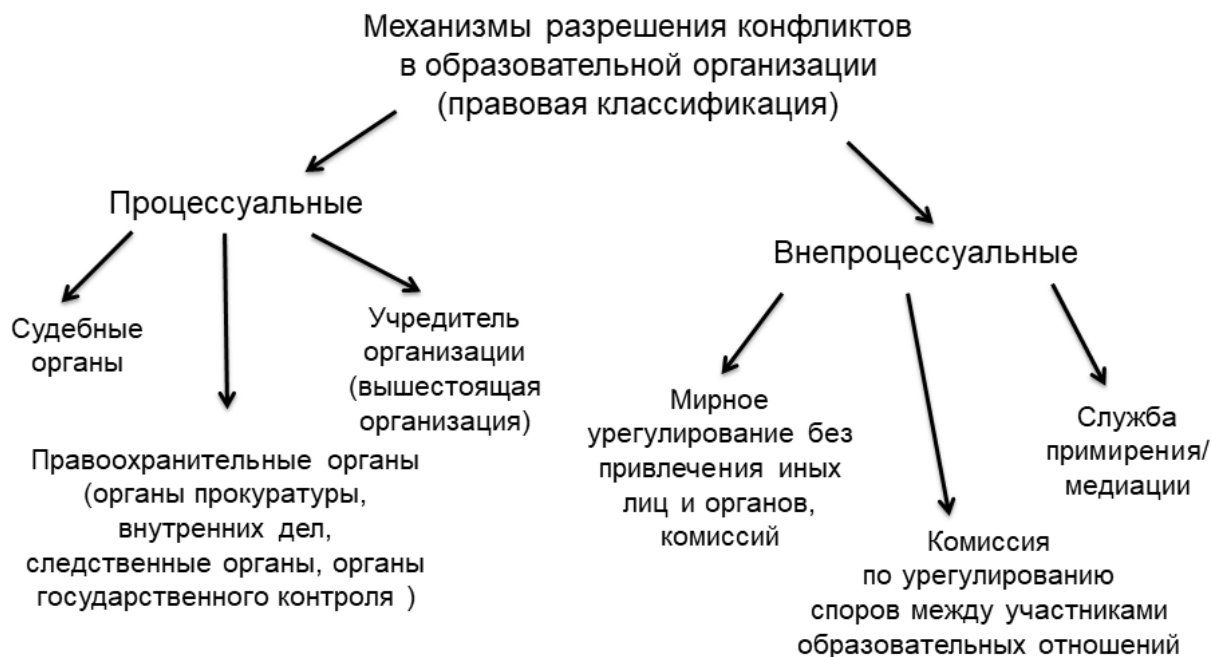 Механизмы разрешения конфликтов
в образовательной организации
(правовая классификация)
Процессуальные
Судебные
органы
Правоохранительные органы
(органы прокуратуры,
внутренних дел,
следственные органы, органы
государственного контроля )
Учредитель
организации
(вышестоящая
организация)
Внепроцессуальные
Мирное
урегулирование без
привлечения иных
лиц и органов,
комиссий
Комиссия
по урегулированию
споров между участниками
образовательных отношений
Служба
примирения/
медиации